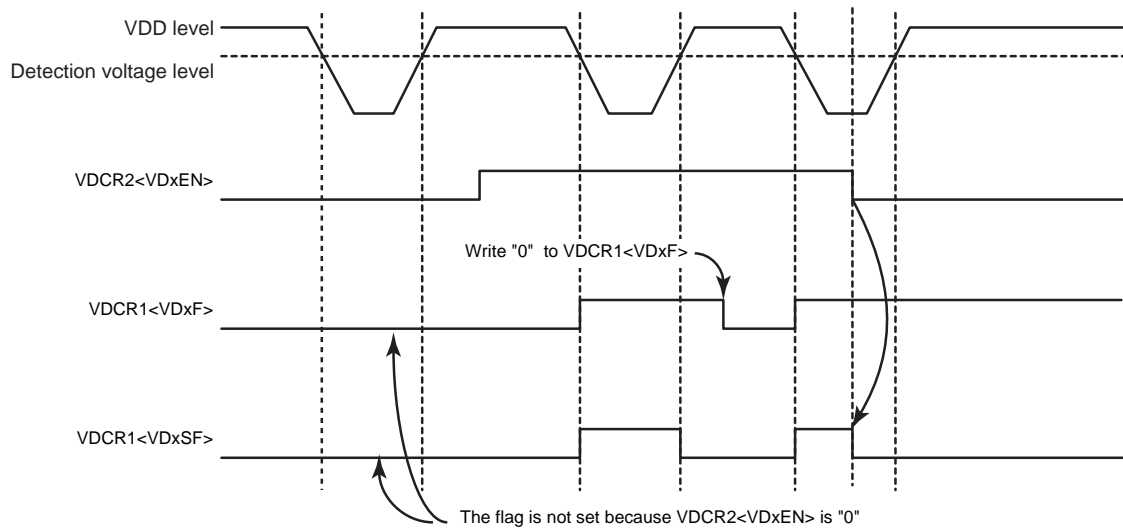 VDD level
Detection voltage level
VDCR2<VDxEN>
Write "0" to VDCR1<VDxF>
VDCR1<VDxF>
VDCR1<VDxSF>
The flag is not set because VDCR2<VDxEN> is "0"